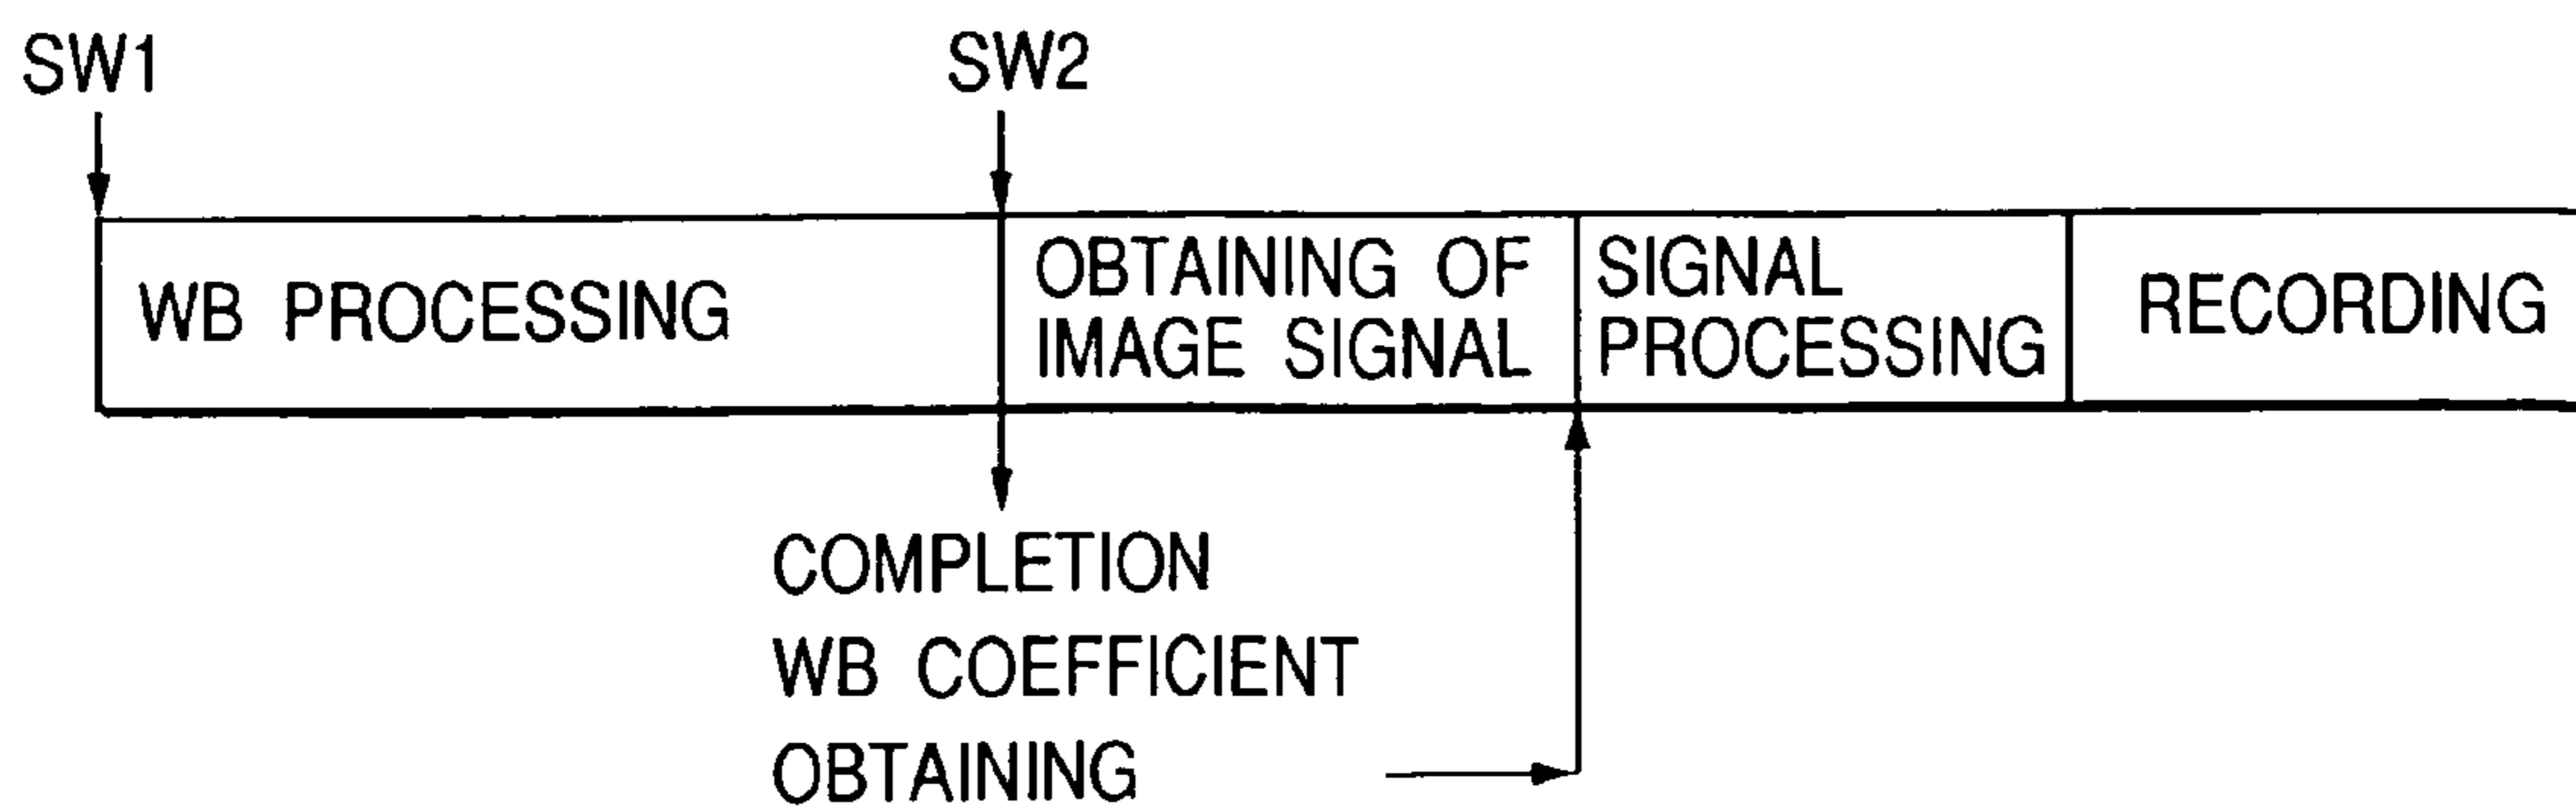 SW1
SW2
WB PROCESSING
OBTAINING OF
IMAGE SIGNAL
SIGNAL
PROCESSING
RECORDING
COMPLETION
WB COEFFICIENT
OBTAINING